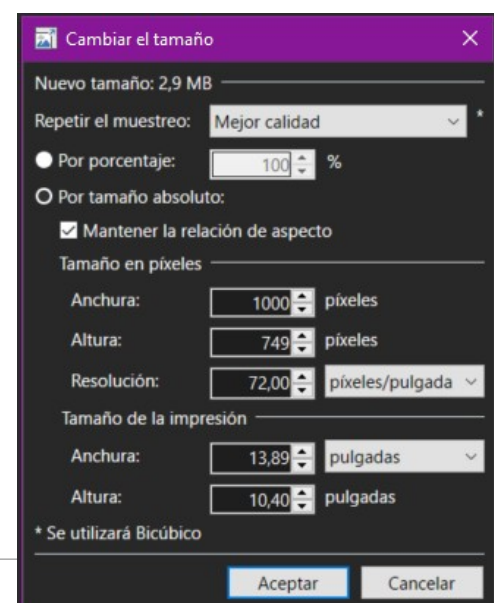 Cambiar el tamaño
Nuevo tamaño: 2,9 MB
Repetir el muestreo: Mejor calidad *
Por porcentaje: 100 %
Por tamaño absoluto:
Mantener la relación de aspecto
Tamaño en píxeles
Anchura: 1000 píxeles
Altura: 749 píxeles
Resolución: 72,00 píxeles/pulgada
Tamaño de la impresión
Anchura: 13,89 pulgadas
Altura: 10,40 pulgadas
* Se utilizará Bicúbico
Aceptar Cancelar